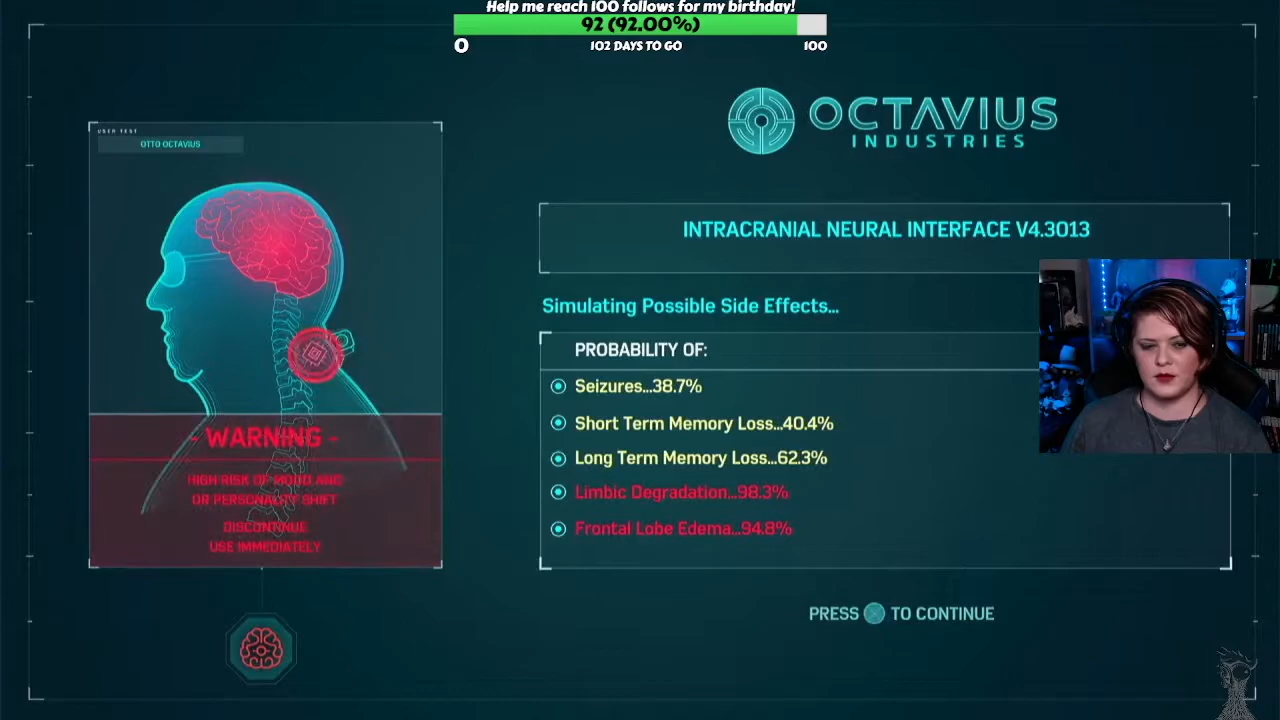 Help me reach 100 follows for my birthday!
92 (92.00%)
0
102 DAYS TO GO
100
USER TEST
OTTO OCTAVIUS
OCTAVIUS
INDUSTRIES
INTRACRANIAL NEURAL INTERFACE V4.3013
Simulating Possible Side Effects...
PROBABILITY OF:
Seizures...38.7%
Short Term Memory Loss...40.4%
Long Term Memory Loss...62.3%
Limbic Degradation...98.3%
Frontal Lobe Edema...94.8%
- WARNING -
HIGH RISK OF MOOD AND
OR PERSONALITY SHIFT
DISCONTINUE
USE IMMEDIATELY
PRESS TO CONTINUE